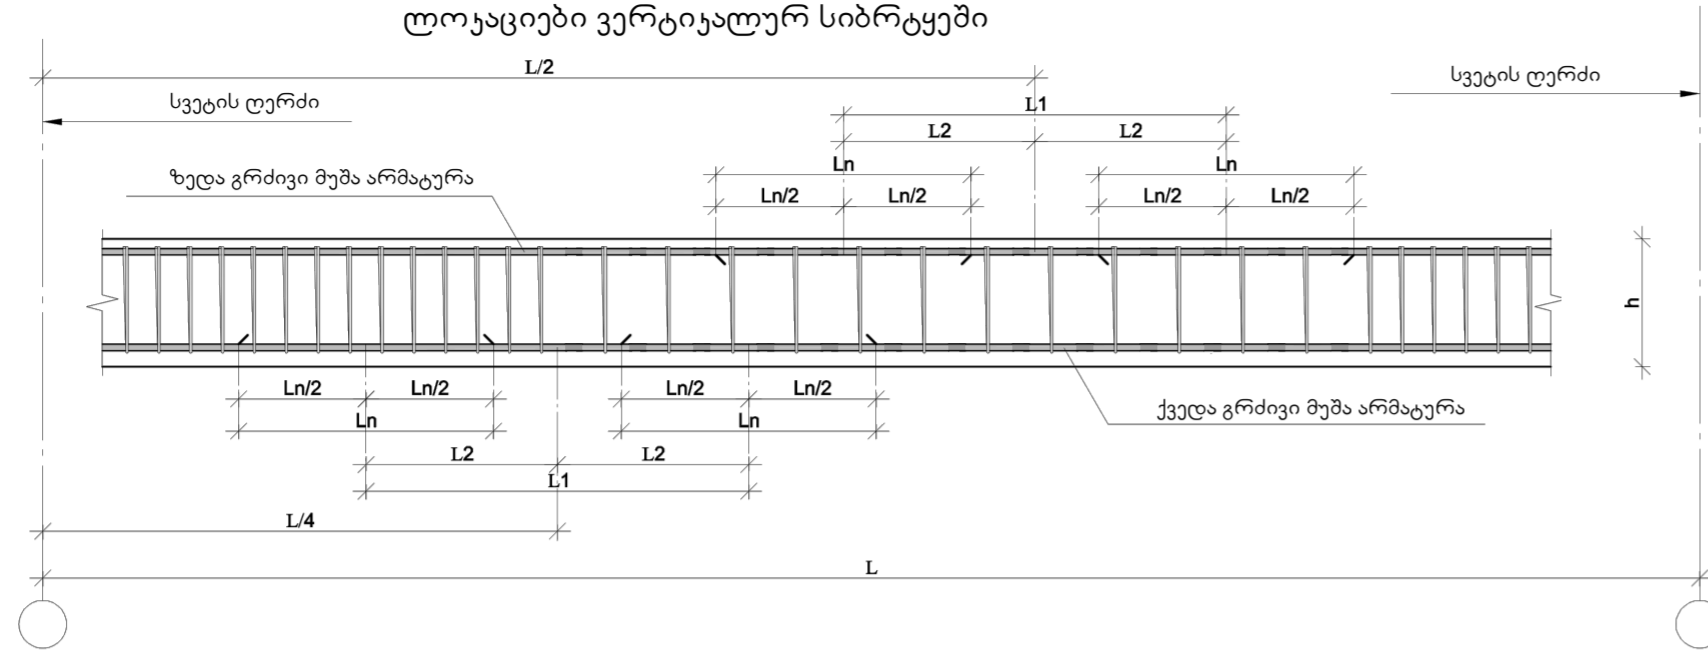 ლოკაციები ვერტიკალურ სიბრტყეში
L/2
სვეტის ღერძი
სვეტის ღერძი
L1
L2 L2
Ln Ln
ზედა გრძივი მუშა არმატურა
Ln/2 Ln/2 Ln/2 Ln/2
h
Ln/2 Ln/2 Ln/2 Ln/2
ქვედა გრძივი მუშა არმატურა
Ln Ln
L2 L2
L1
L/4
L